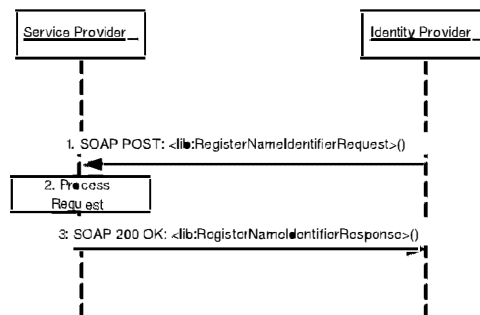 Service Provider
Identity Provider
1. SOAP POST: <lib:RegisterNameIdentifierRequest>()
2. Process
Request
3: SOAP 200 OK: <lib:RegisterNameIdentifierResponse>()